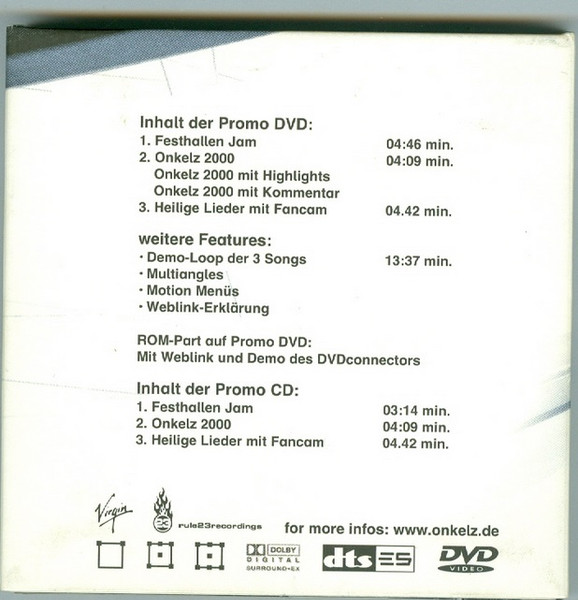 Inhalt der Promo DVD:
1. Festhallen Jam 04:46 min.
2. Onkelz 2000 04:09 min.
Onkelz 2000 mit Highlights
Onkelz 2000 mit Kommentar
3. Heilige Lieder mit Fancam 04.42 min.
weitere Features:
· Demo-Loop der 3 Songs 13:37 min.
· Multiangles
· Motion Menüs
· Weblink-Erklärung
ROM-Part auf Promo DVD:
Mit Weblink und Demo des DVDconnectors
Inhalt der Promo CD:
1. Festhallen Jam 03:14 min.
2. Onkelz 2000 04:09 min.
3. Heilige Lieder mit Fancam 04.42 min.
Virgin
rule23recordings
for more infos: www.onkelz.de
DOLBY
DIGITAL
SURROUND·EX
dts ES
DVD
VIDEO